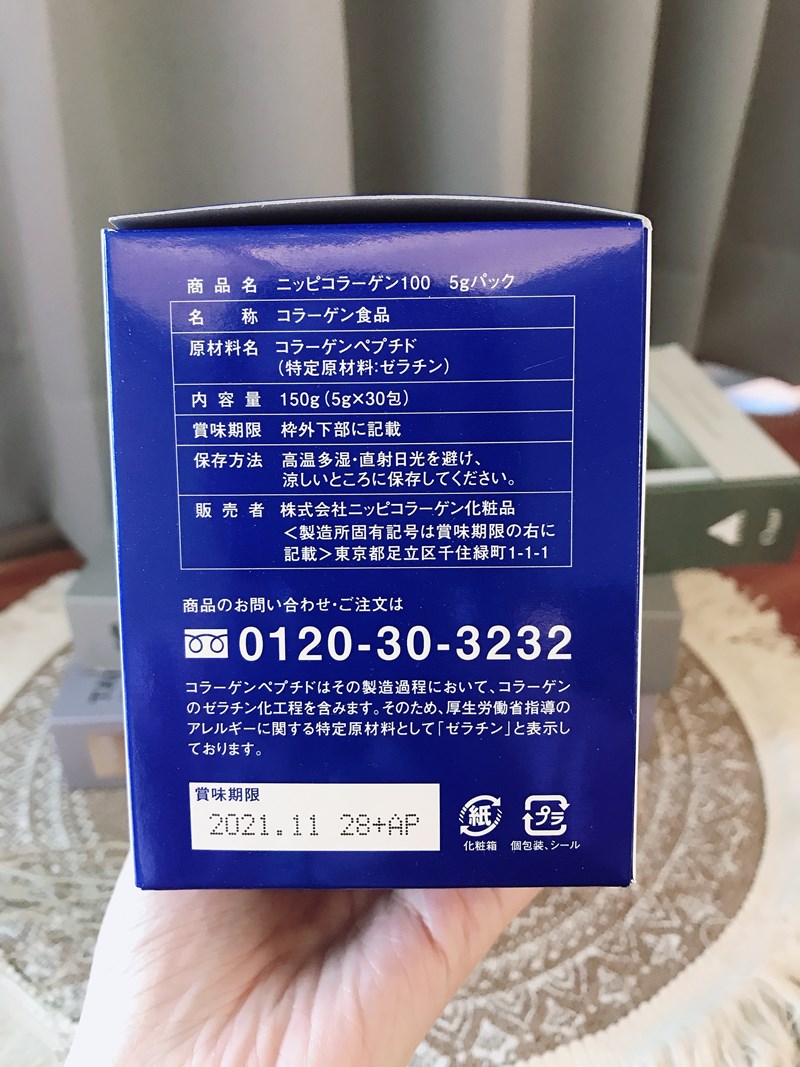 商品名 ニッピコラーゲン100 5gパック
名称 コラーゲン食品
原材料名 コラーゲンペプチド
(特定原材料:ゼラチン)
内容量 150g(5g×30包)
賞味期限 枠外下部に記載
保存方法 高温多湿・直射日光を避け、
涼しいところに保存してください。
販売者 株式会社ニッピコラーゲン化粧品
<製造所固有記号は賞味期限の右に
記載>東京都足立区千住緑町1-1-1
商品のお問い合わせ・ご注文は
0120-30-3232
コラーゲンペプチドはその製造過程において、コラーゲン
のゼラチン化工程を含みます。そのため、厚生労働省指導の
アレルギーに関する特定原材料として「ゼラチン」と表示し
ております。
賞味期限
2021.11 28+AP
紙
化粧箱
プラ
個包装、シール